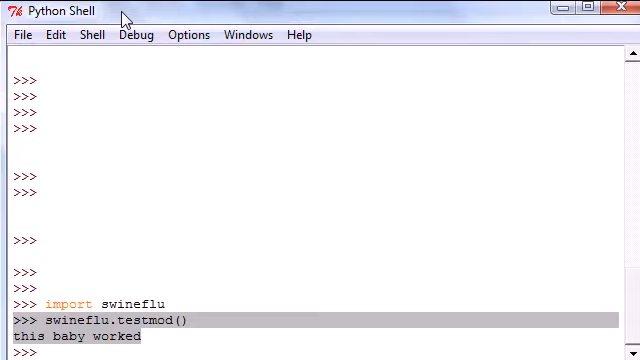 Python Shell
File Edit Shell Debug Options Windows Help
>>>
>>>
>>>
>>>
>>>
>>>
>>>
>>>
>>>
>>> import swineflu
>>> swineflu.testmod()
this baby worked
>>>